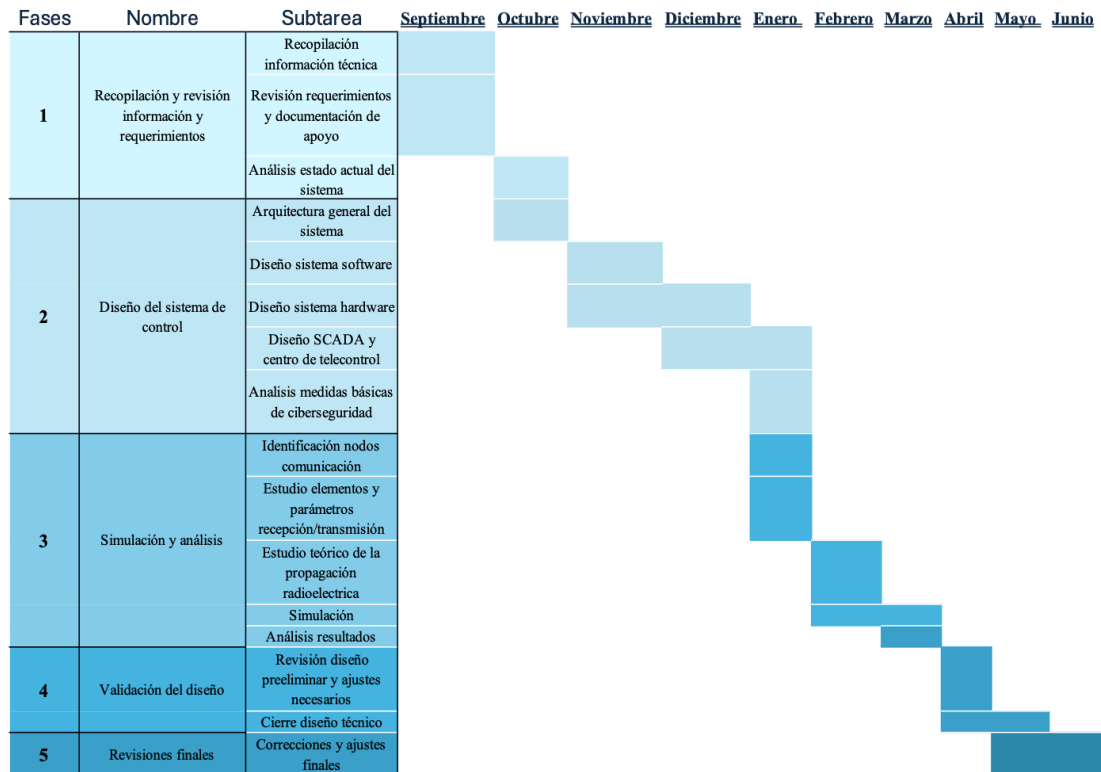 Fases Nombre Subtarea Septiembre Octubre Noviembre Diciembre Enero Febrero Marzo Abril Mayo Junio
1
Recopilación y revisión
información y
requerimientos
Recopilación
información técnica
Revisión requerimientos
y documentación de
apoyo
Análisis estado actual del
sistema
2
Diseño del sistema de
control
Arquitectura general del
sistema
Diseño sistema software
Diseño sistema hardware
Diseño SCADA y
centro de telecontrol
Analisis medidas básicas
de ciberseguridad
3
Simulación y análisis
Identificación nodos
comunicación
Estudio elementos y
parámetros
recepción/transmisión
Estudio teórico de la
propagación
radioelectrica
Simulación
Análisis resultados
4
Validación del diseño
Revisión diseño
preeliminar y ajustes
necesarios
Cierre diseño técnico
5
Revisiones finales
Correcciones y ajustes
finales